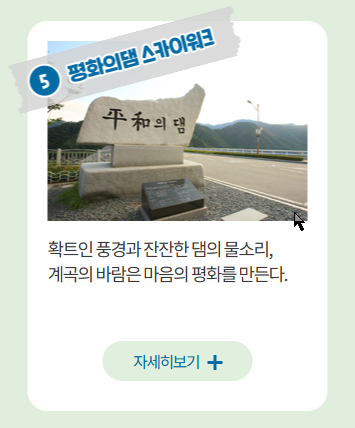 5 평화의댐 스카이워크
平和의 댐
확트인 풍경과 잔잔한 댐의 물소리,
계곡의 바람은 마음의 평화를 만든다.
자세히보기 +